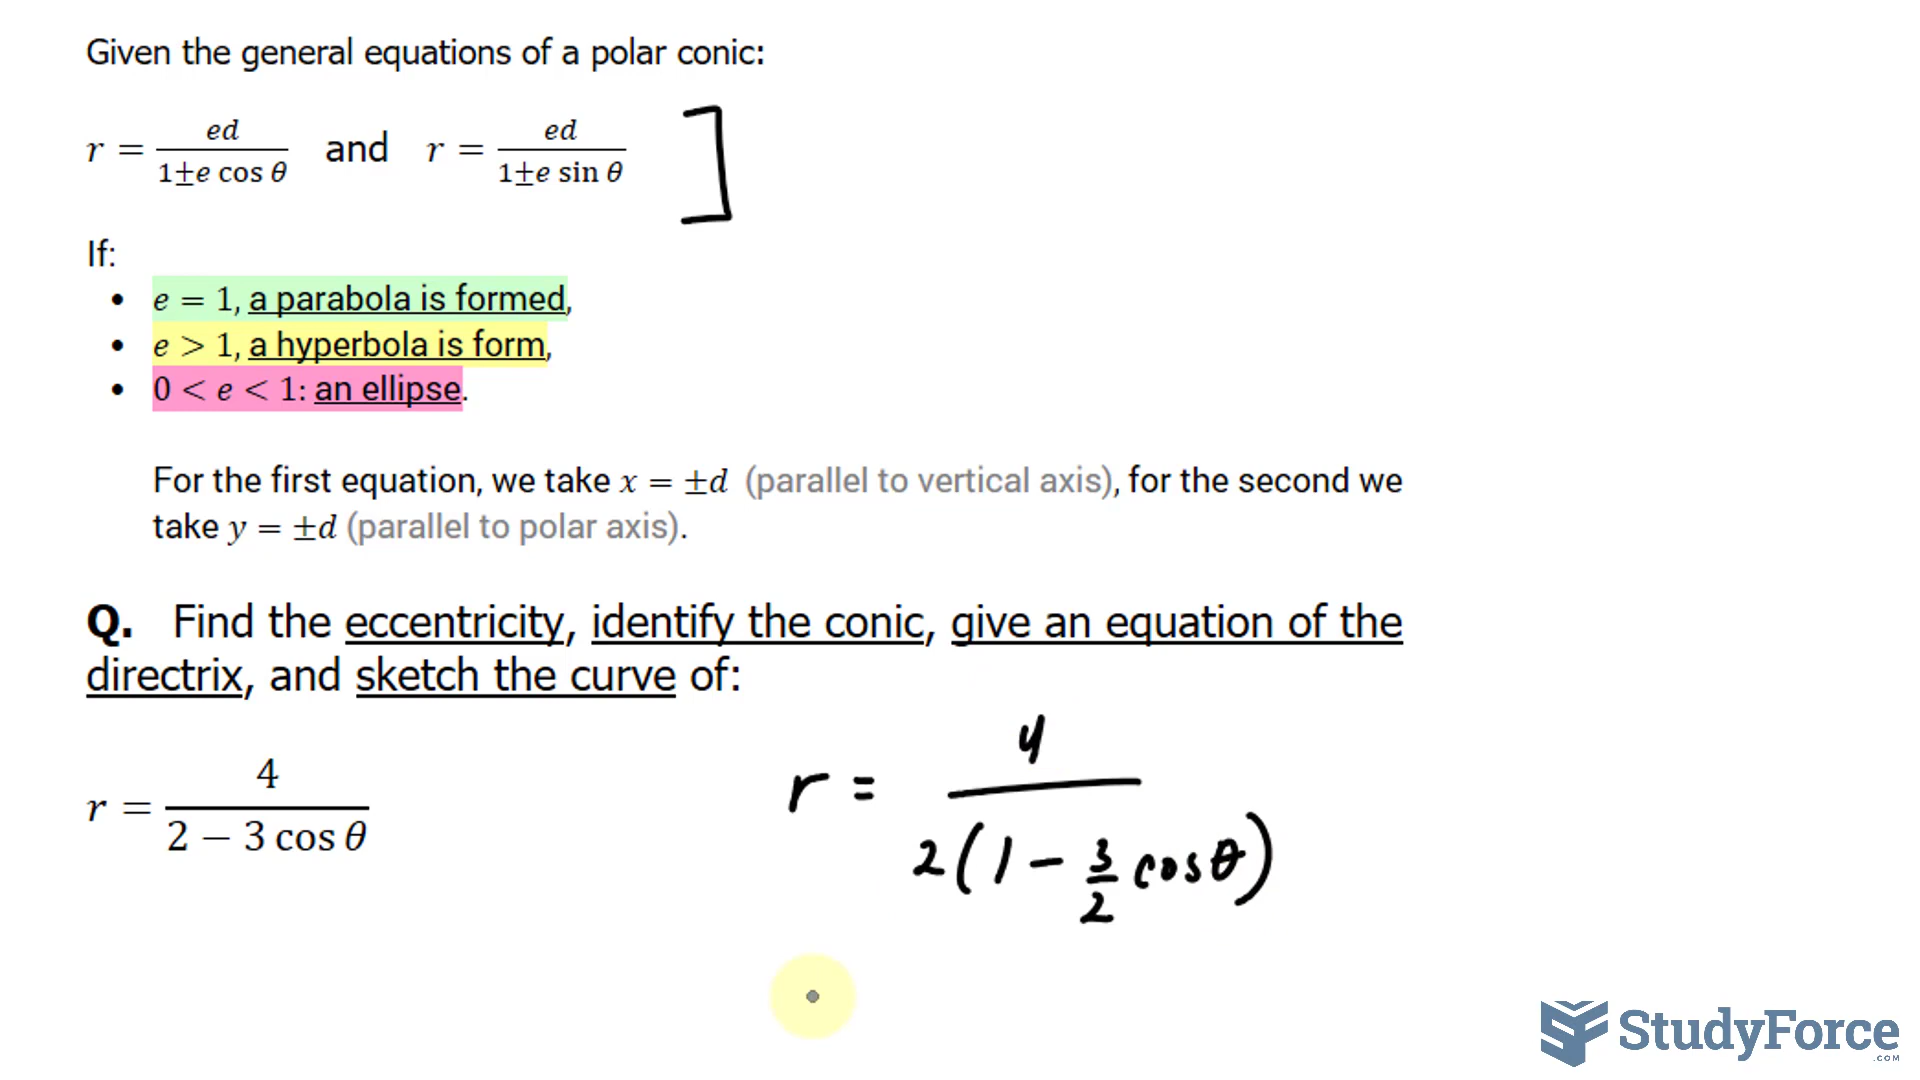 Given the general equations of a polar conic:
r = ed / 1±e cos θ and r = ed / 1±e sin θ ]
If:
• e = 1, a parabola is formed,
• e > 1, a hyperbola is form,
• 0 < e < 1: an ellipse.
For the first equation, we take x = ±d (parallel to vertical axis), for the second we
take y = ±d (parallel to polar axis).
Q. Find the eccentricity, identify the conic, give an equation of the
directrix, and sketch the curve of:
r = 4 / 2 − 3 cos θ
r = 4 / 2(1 − 3/2 cos θ)
StudyForce
.COM